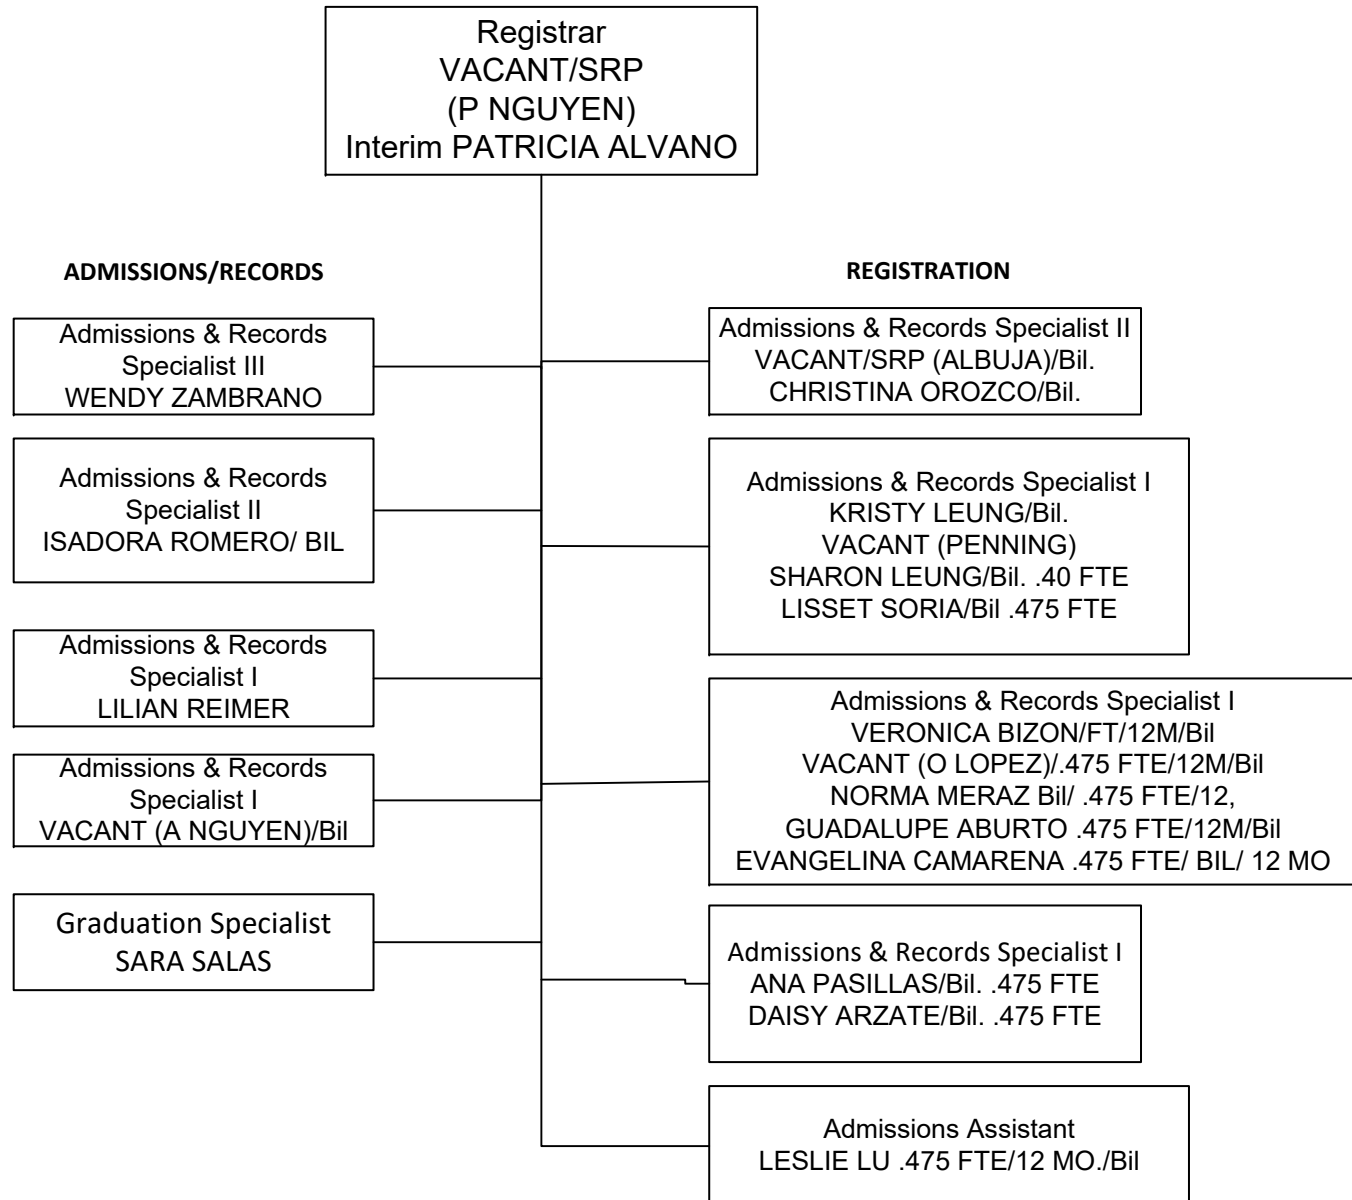 Registrar
VACANT/SRP
(P NGUYEN)
Interim PATRICIA ALVANO
ADMISSIONS/RECORDS
Admissions & Records
Specialist III
WENDY ZAMBRANO
Admissions & Records
Specialist II
ISADORA ROMERO/ BIL
Admissions & Records
Specialist I
LILIAN REIMER
Admissions & Records
Specialist I
VACANT (A NGUYEN)/Bil
Graduation Specialist
SARA SALAS
REGISTRATION
Admissions & Records Specialist II
VACANT/SRP (ALBUJA)/Bil.
CHRISTINA OROZCO/Bil.
Admissions & Records Specialist I
KRISTY LEUNG/Bil.
VACANT (PENNING)
SHARON LEUNG/Bil. .40 FTE
LISSET SORIA/Bil .475 FTE
Admissions & Records Specialist I
VERONICA BIZON/FT/12M/Bil
VACANT (O LOPEZ)/.475 FTE/12M/Bil
NORMA MERAZ Bil/ .475 FTE/12,
GUADALUPE ABURTO .475 FTE/12M/Bil
EVANGELINA CAMARENA .475 FTE/ BIL/ 12 MO
Admissions & Records Specialist I
ANA PASILLAS/Bil. .475 FTE
DAISY ARZATE/Bil. .475 FTE
Admissions Assistant
LESLIE LU .475 FTE/12 MO./Bil